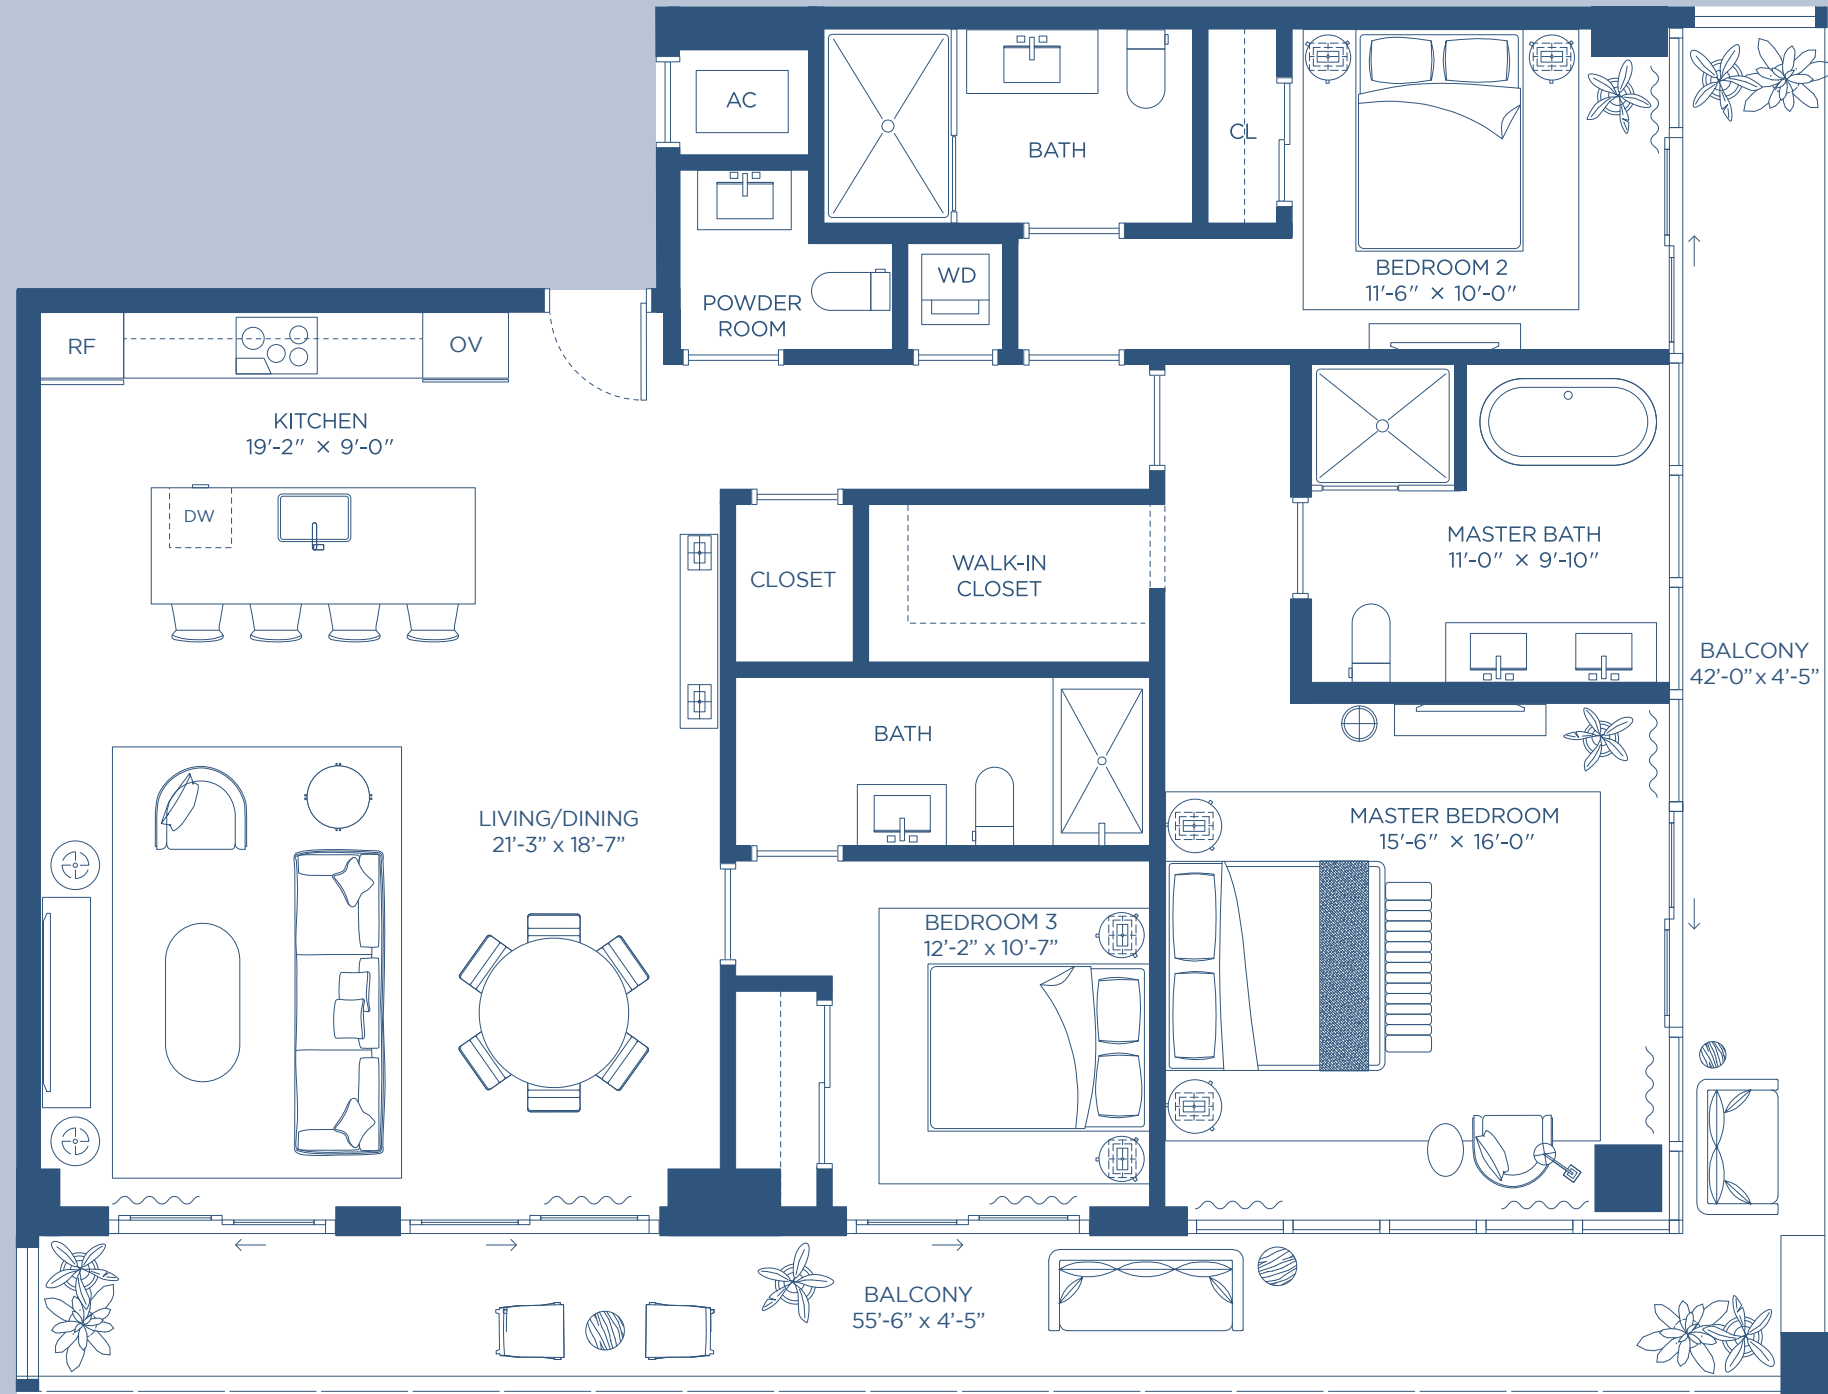 AC
BATH
CL
BEDROOM 2
11'-6" × 10'-0"
WD
POWDER
ROOM
RF
OV
KITCHEN
19'-2" × 9'-0"
DW
CLOSET
WALK-IN
CLOSET
MASTER BATH
11'-0" × 9'-10"
BALCONY
42'-0"x 4'-5"
BATH
LIVING/DINING
21'-3" x 18'-7"
MASTER BEDROOM
15'-6" × 16'-0"
BEDROOM 3
12'-2" x 10'-7"
BALCONY
55'-6" x 4'-5"